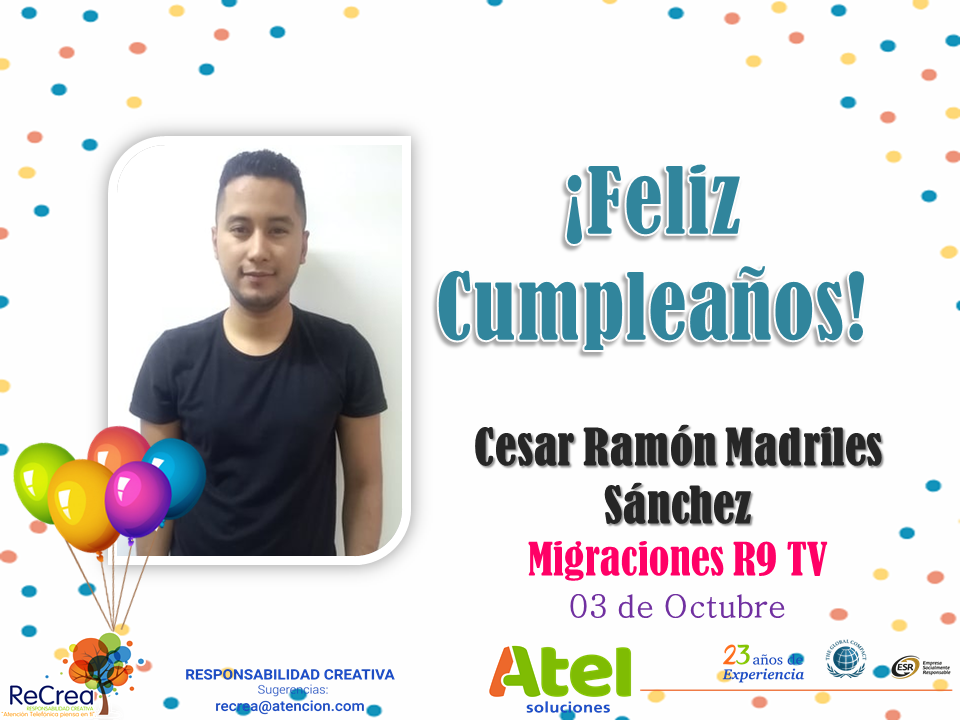 ¡Feliz
Cumpleaños!
Cesar Ramón Madriles
Sánchez
Migraciones R9 TV
03 de Octubre
ReCrea
RESPONSABILIDAD CREATIVA
"Atención Telefónica piensa en ti"
RESPONSABILIDAD CREATIVA
Sugerencias:
recrea@atencion.com
Atel
soluciones
23 años de
Experiencia
THE GLOBAL COMPACT
ESR
Empresa
Socialmente
Responsable